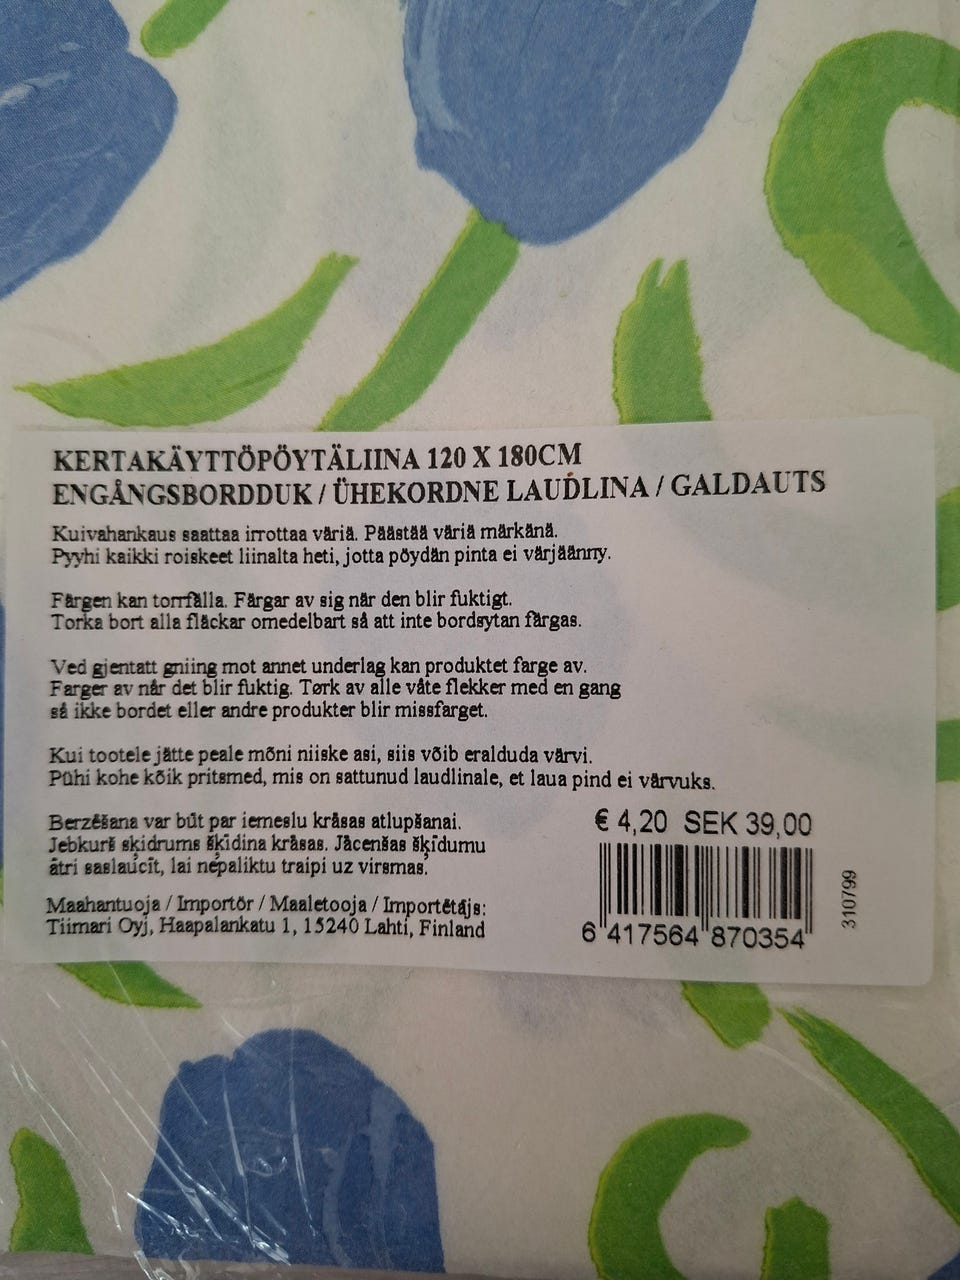 KERTAKÄYTTÖPÖYTÄLIINA 120 X 180CM
ENGÅNGSBORDDUK / ÜHEKORDNE LAUDLINA / GALDAUTS
Kuivahankaus saattaa irrottaa väriä. Päästää väriä märkänä.
Pyyhi kaikki roiskeet liinalta heti, jotta pöydän pinta ei värjäänny.
Färgen kan torrfälla. Färgar av sig når den blir fuktigt.
Torka bort alla fläckar omedelbart så att inte bordsytan färgas.
Ved gjentatt gniing mot annet underlag kan produktet farge av.
Farger av når det blir fuktig. Tørk av alle våte flekker med en gang
så ikke bordet eller andre produkter blir missfarget.
Kui tootele jätte peale mõni niiske asi, siis võib eralduda värvi.
Pühi kohe kõik pritsmed, mis on sattunud laudlinale, et laua pind ei värvuks.
Berzēšana var būt par iemeslu krāsas atlupšanai.
Jebkurš šķidrums šķīdina krāsas. Jācenšas šķīdumu
ātri saslaucīt, lai nepaliktu traipi uz virsmas.
Maahantuoja / Importör / Maaletooja / Importētājs:
Tiimari Oyj, Haapalankatu 1, 15240 Lahti, Finland
€ 4,20 SEK 39,00
6 417564 870354
310799